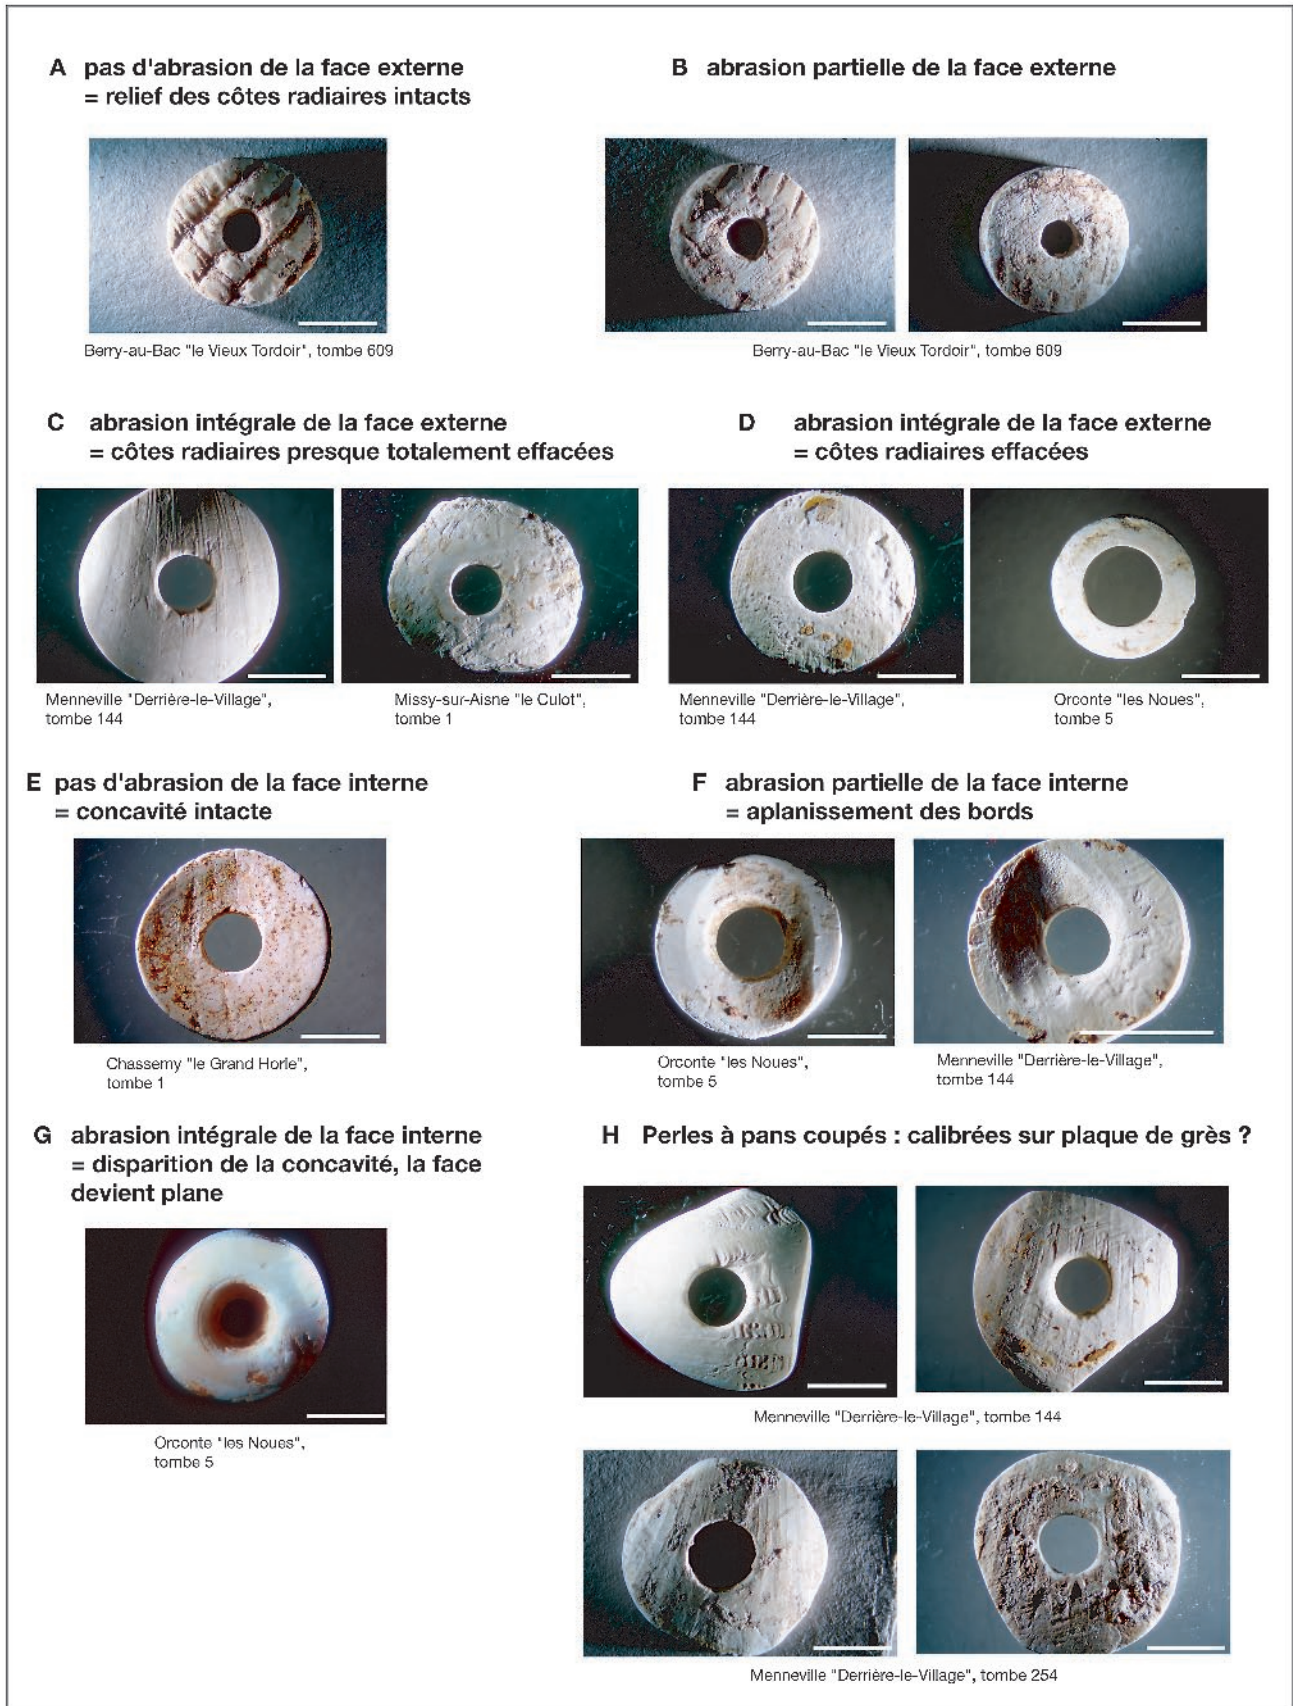 A pas d'abrasion de la face externe
= relief des côtes radiaires intacts
Berry-au-Bac "le Vieux Tordoir", tombe 609
B abrasion partielle de la face externe
Berry-au-Bac "le Vieux Tordoir", tombe 609
C abrasion intégrale de la face externe
= côtes radiaires presque totalement effacées
Menneville "Derrière-le-Village",
tombe 144
Missy-sur-Aisne "le Culot",
tombe 1
D abrasion intégrale de la face externe
= côtes radiaires effacées
Menneville "Derrière-le-Village",
tombe 144
Orconte "les Noues",
tombe 5
E pas d'abrasion de la face interne
= concavité intacte
Chassemy "le Grand Horle",
tombe 1
F abrasion partielle de la face interne
= aplanissement des bords
Orconte "les Noues",
tombe 5
Menneville "Derrière-le-Village",
tombe 144
G abrasion intégrale de la face interne
= disparition de la concavité, la face
devient plane
Orconte "les Noues",
tombe 5
H Perles à pans coupés : calibrées sur plaque de grès ?
Menneville "Derrière-le-Village", tombe 144
Menneville "Derrière-le-Village", tombe 254